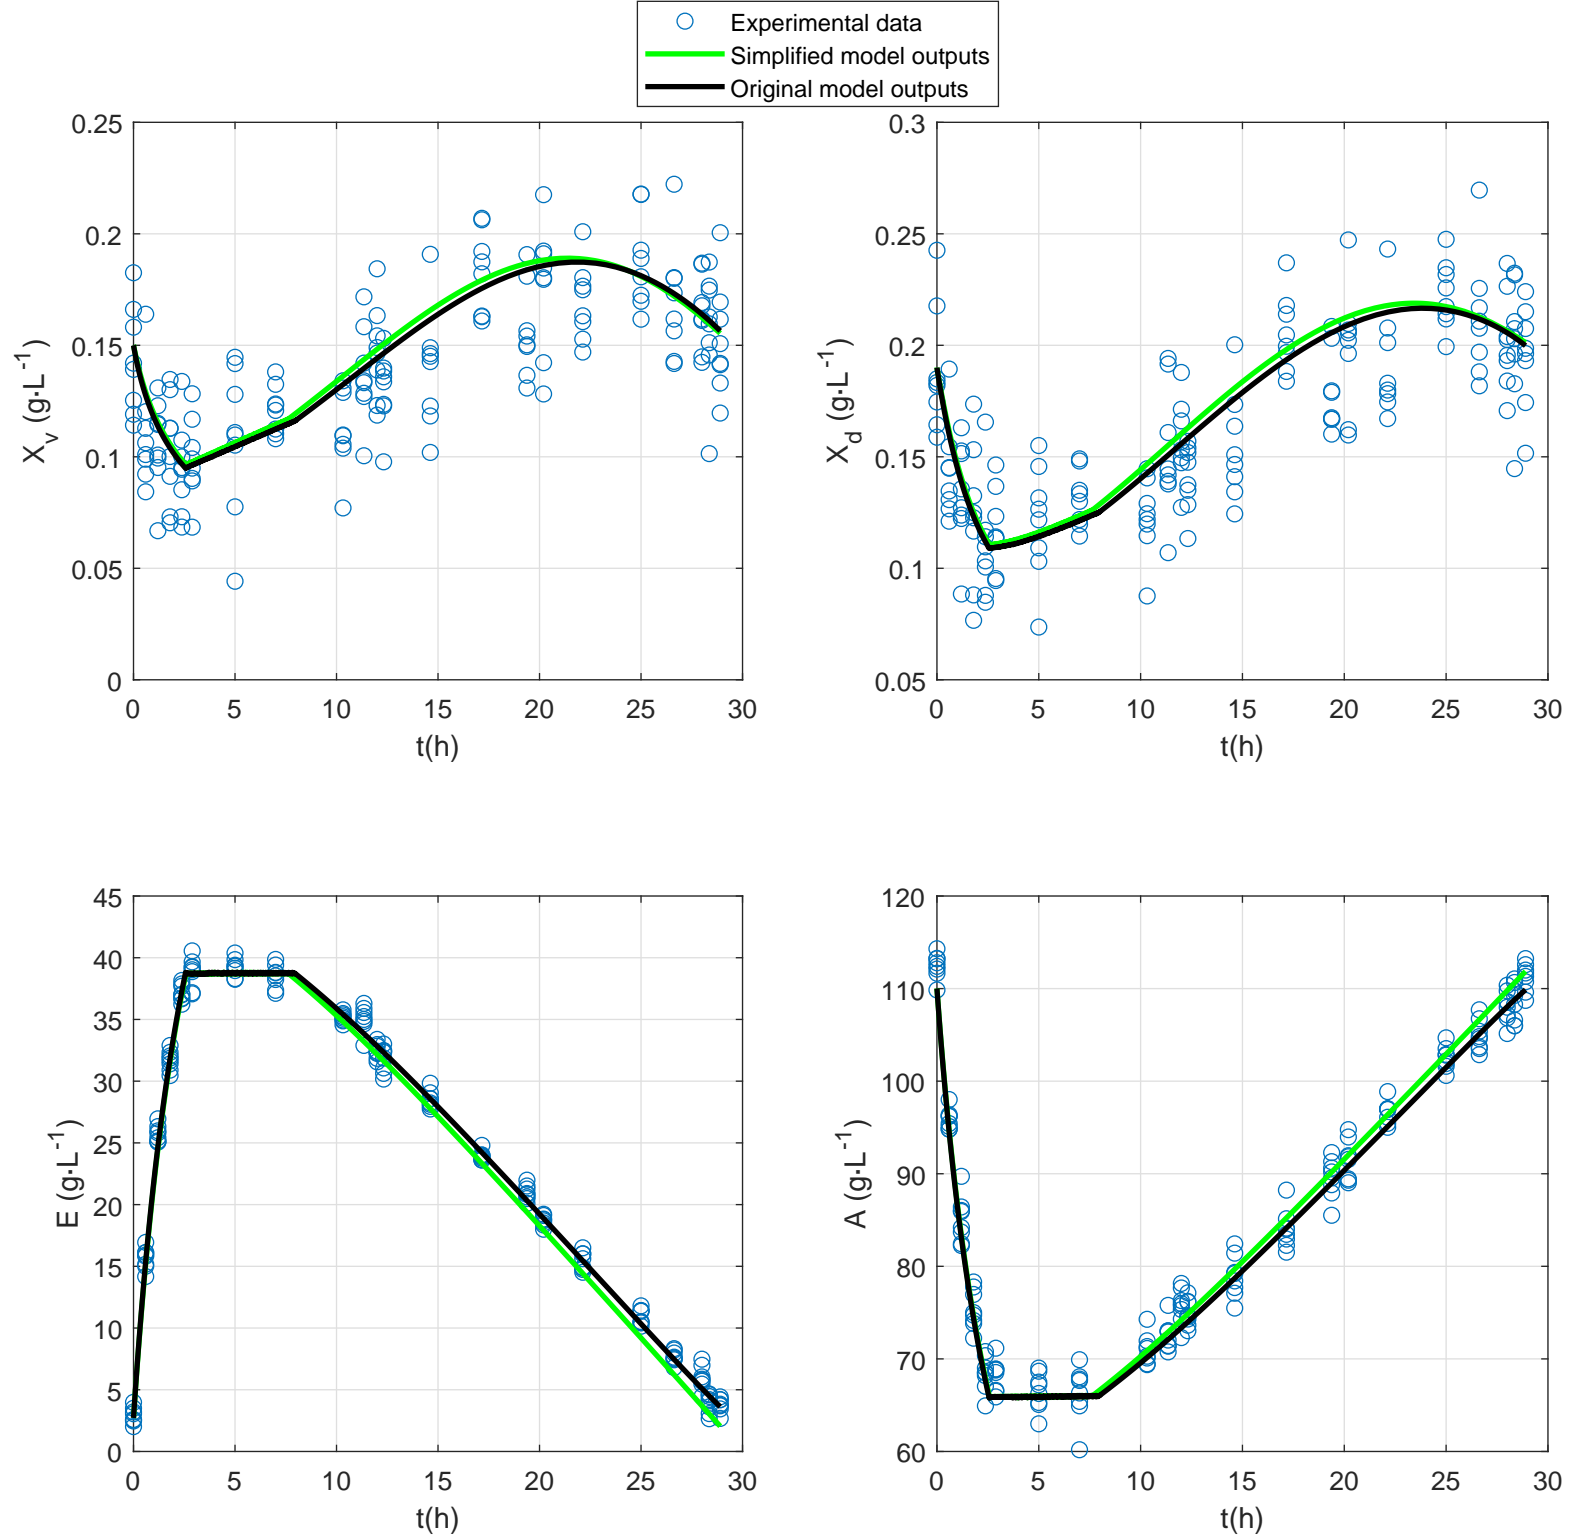 Experimental data
Simplified model outputs
Original model outputs
0.25
0.2
0.15
0.1
0.05
0
X_v (g·L^-1)
0 5 10 15 20 25 30
t(h)
0.3
0.25
0.2
0.15
0.1
0.05
X_d (g·L^-1)
0 5 10 15 20 25 30
t(h)
45
40
35
30
25
20
15
10
5
0
E (g·L^-1)
0 5 10 15 20 25 30
t(h)
120
110
100
90
80
70
60
A (g·L^-1)
0 5 10 15 20 25 30
t(h)